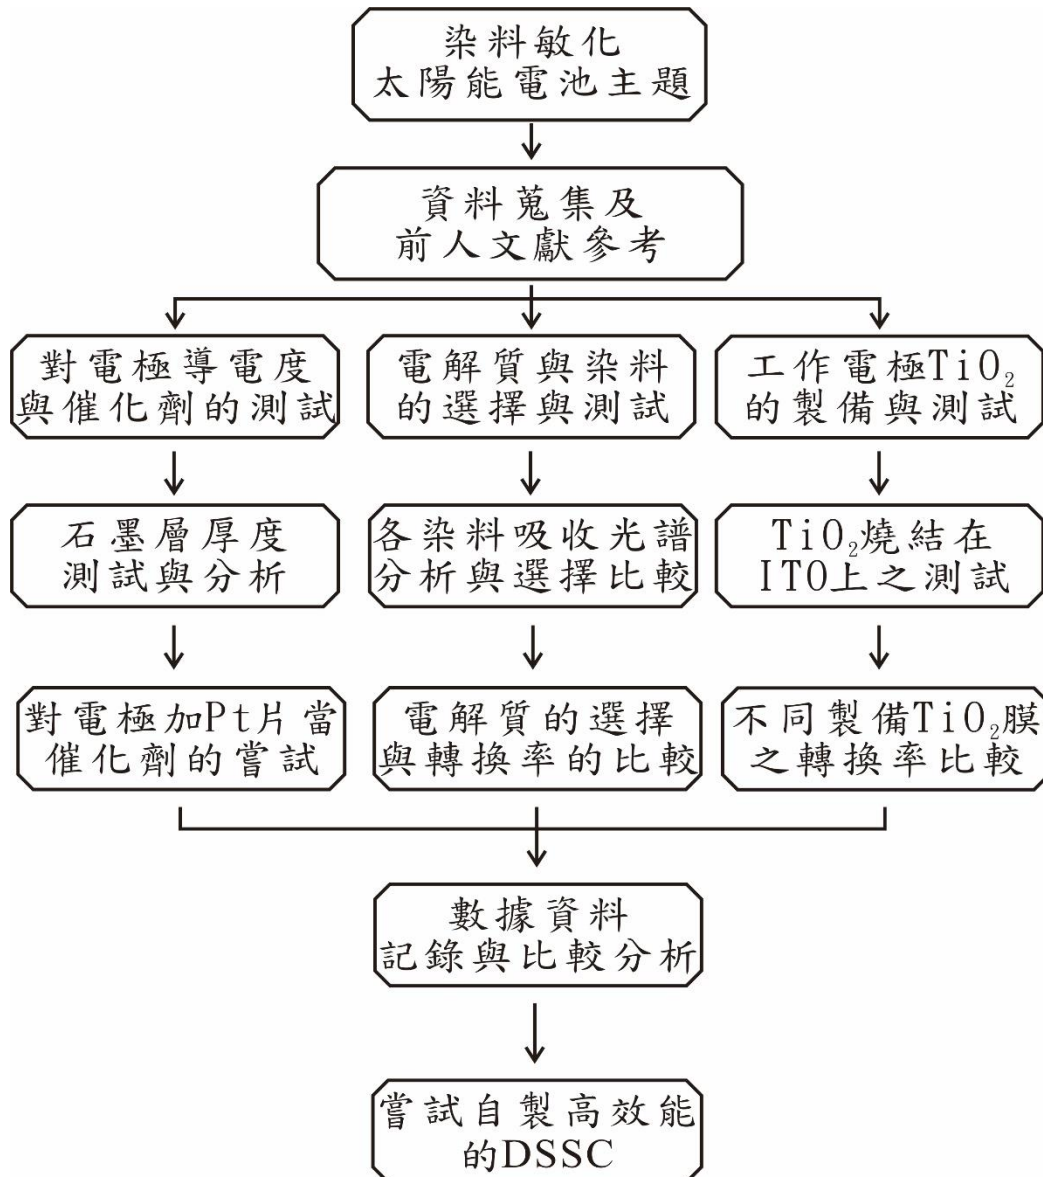 染料敏化
太陽能電池主題
資料蒐集及
前人文獻參考
對電極導電度
與催化劑的測試
電解質與染料
的選擇與測試
工作電極TiO₂
的製備與測試
石墨層厚度
測試與分析
各染料吸收光譜
分析與選擇比較
TiO₂燒結在
ITO上之測試
對電極加Pt片當
催化劑的嘗試
電解質的選擇
與轉換率的比較
不同製備TiO₂膜
之轉換率比較
數據資料
記錄與比較分析
嘗試自製高效能
的DSSC